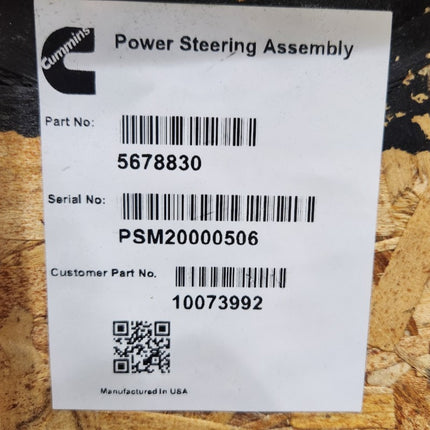 Cummins
Power Steering Assembly
Part No:
5678830
Serial No:
PSM20000506
Customer Part No.
10073992
Manufactured In USA